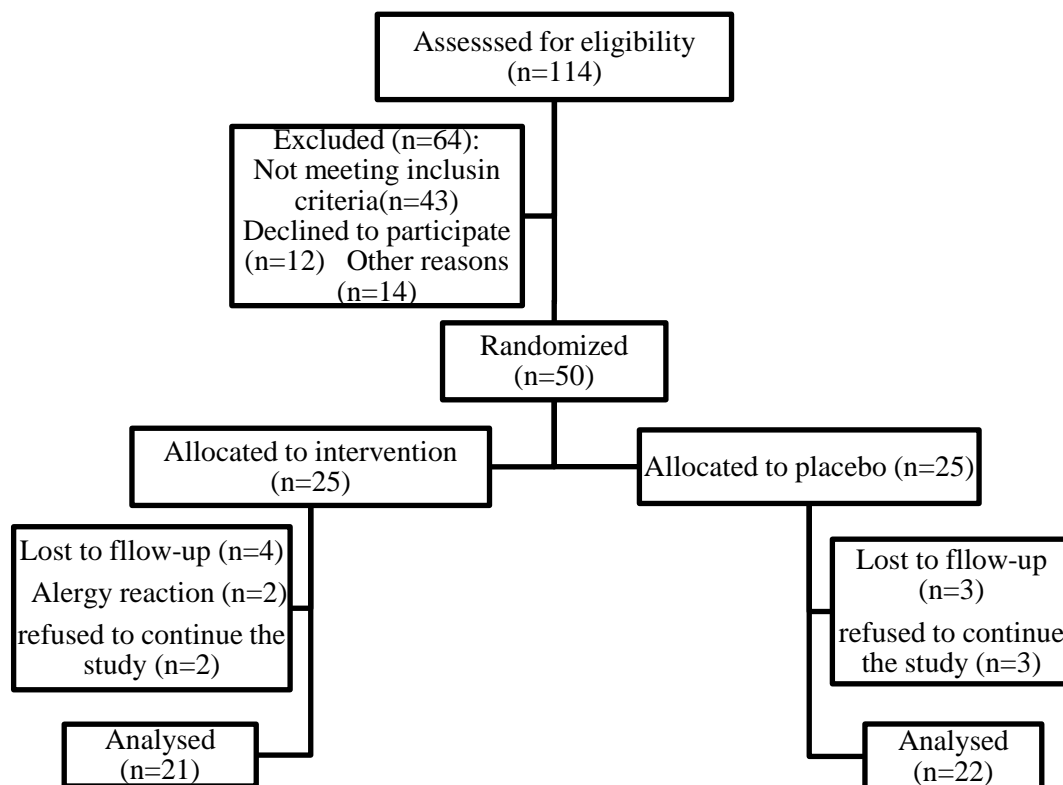 Assesssed for eligibility
(n=114)
Excluded (n=64):
Not meeting inclusin
criteria(n=43)
Declined to participate
(n=12) Other reasons
(n=14)
Randomized
(n=50)
Allocated to intervention
(n=25)
Allocated to placebo (n=25)
Lost to fllow-up (n=4)
Alergy reaction (n=2)
refused to continue the
study (n=2)
Lost to fllow-up
(n=3)
refused to continue
the study (n=3)
Analysed
(n=21)
Analysed
(n=22)